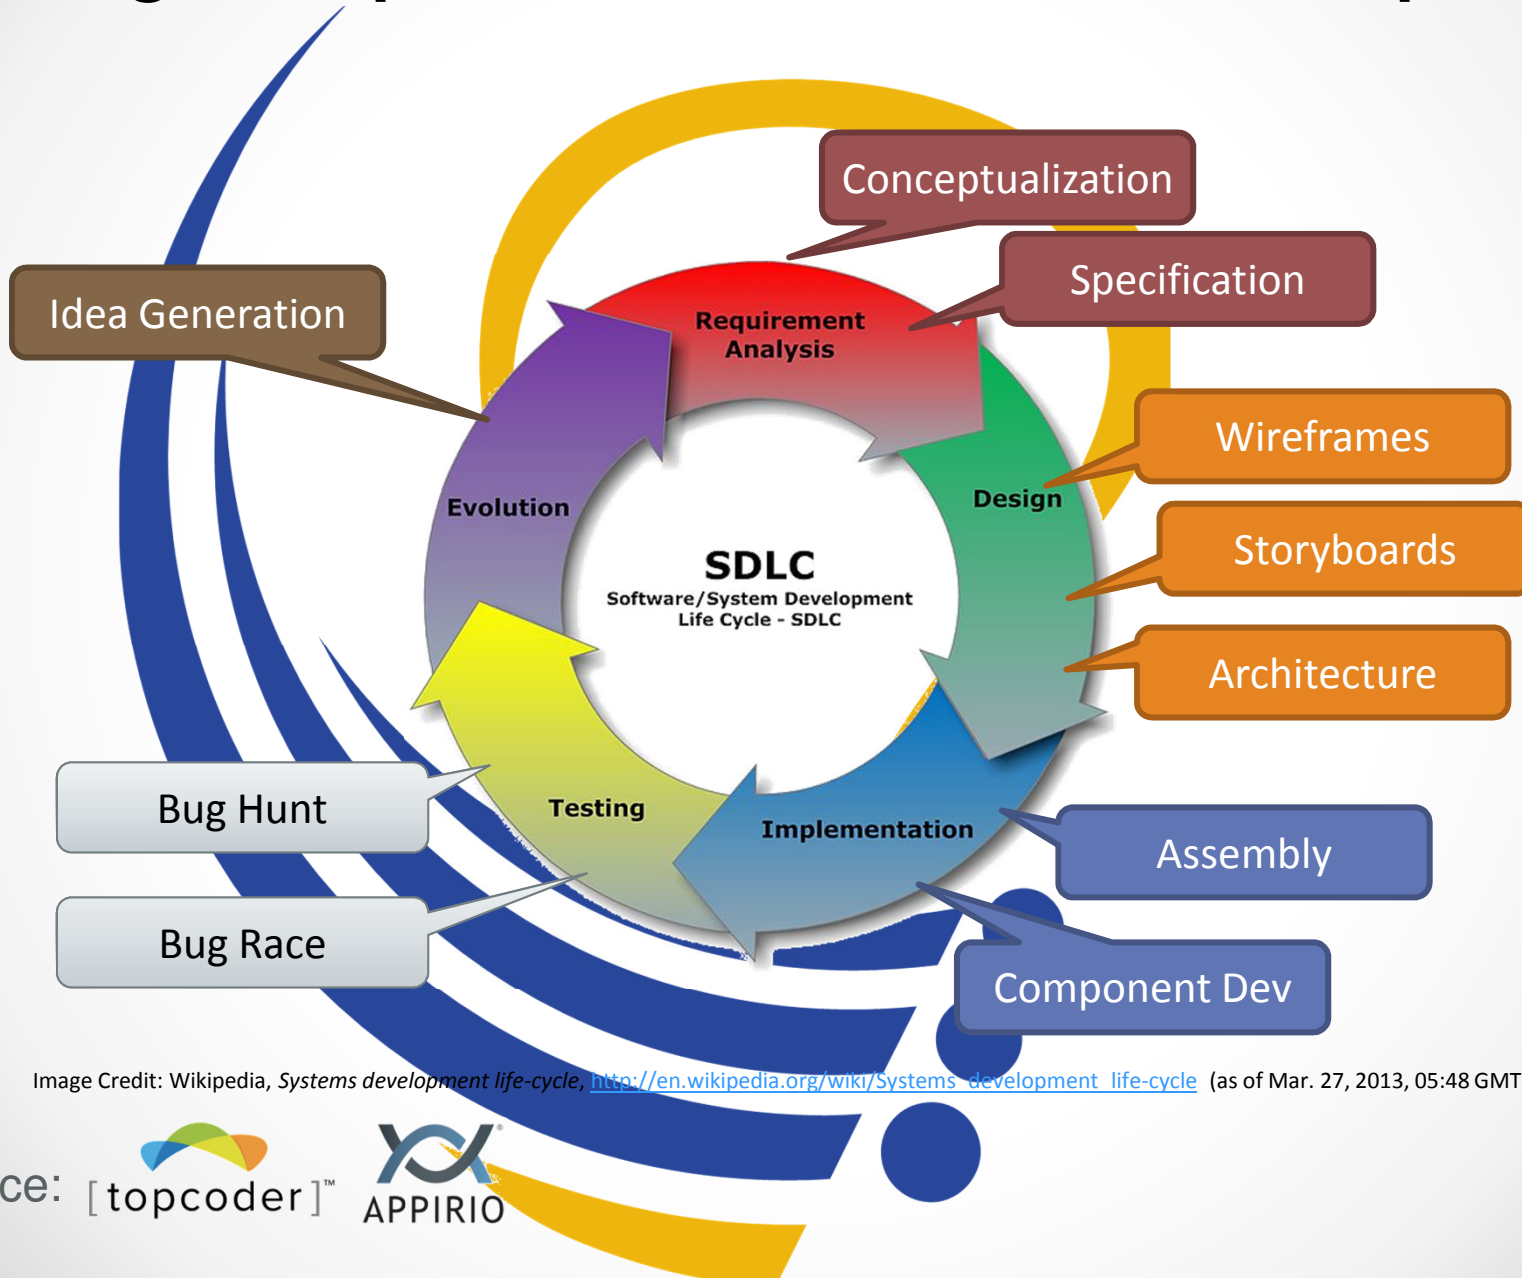 Conceptualization
Specification
Idea Generation
Requirement
Analysis
Wireframes
Design
Evolution
Storyboards
SDLC
Software/System Development
Life Cycle - SDLC
Architecture
Bug Hunt
Testing
Implementation
Assembly
Bug Race
Component Dev
Image Credit: Wikipedia, Systems development life-cycle, http://en.wikipedia.org/wiki/Systems_development_life-cycle (as of Mar. 27, 2013, 05:48 GMT
ce: [topcoder]™ APPIRIO®